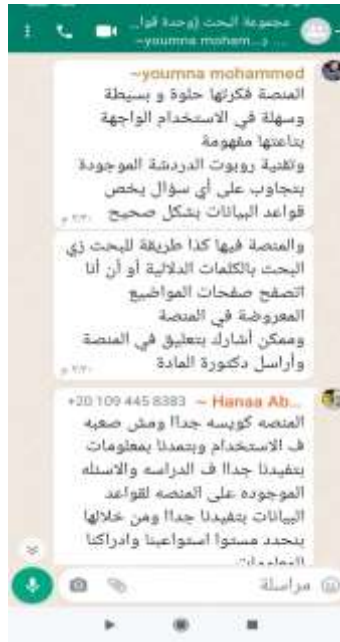 مجموعة البحث (وحدة قوا...
~youmna moham... و ...
~youmna mohammed
المنصة فكرتها حلوة و بسيطة
وسهلة في الاستخدام الواجهة
بتاعتها مفهومة
وتقنية روبوت الدردشة الموجودة
بتجاوب على أي سؤال يخص
قواعد البيانات بشكل صحيح
والمنصة فيها كذا طريقة للبحث زي
البحث بالكلمات الدلالية أو أن أنا
اتصفح صفحات المواضيع
المعروضة في المنصة
وممكن أشارك بتعليق في المنصة
وأراسل دكتورة المادة
+20 109 445 8383 ~ Hanaa Ab...
المنصه كويسه جداا ومش صعبه
ف الاستخدام وبتمدنا بمعلومات
بتفيدنا جداا ف الدراسه والاسئله
الموجوده على المنصه لقواعد
البيانات بتفيدنا جداا ومن خلالها
بنحدد مستوا استواعبنا وادراكنا
مراسلة